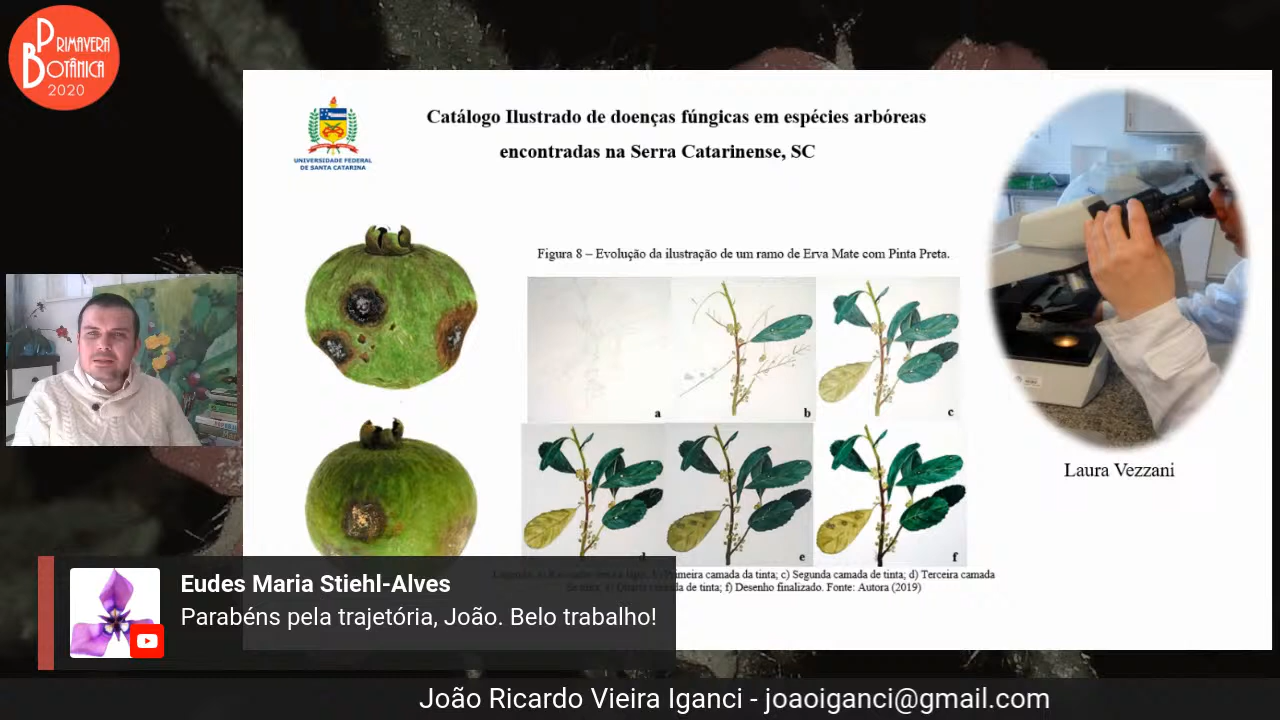 PRIMAVERA
BOTÂNICA
2020
UNIVERSIDADE FEDERAL
DE SANTA CATARINA
Catálogo Ilustrado de doenças fúngicas em espécies arbóreas
encontradas na Serra Catarinense, SC
Figura 8 – Evolução da ilustração de um ramo de Erva Mate com Pinta Preta.
a
b
c
d
e
f
Primeira camada da tinta; c) Segunda camada de tinta; d) Terceira camada
de tinta; f) Desenho finalizado. Fonte: Autora (2019)
Laura Vezzani
Eudes Maria Stiehl-Alves
Parabéns pela trajetória, João. Belo trabalho!
João Ricardo Vieira Iganci - joaoiganci@gmail.com